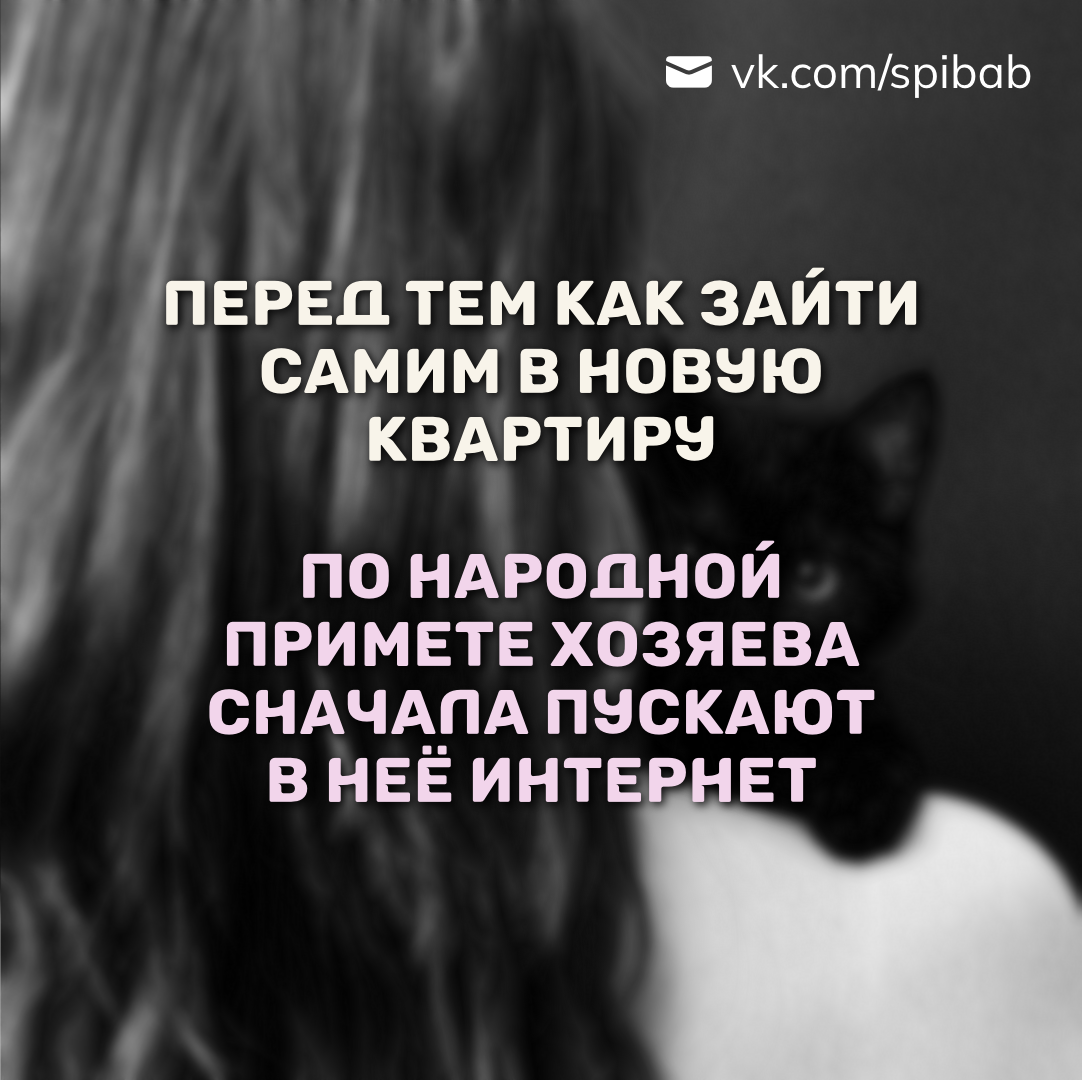 vk.com/spibab
ПЕРЕД ТЕМ КАК ЗАЙТИ
САМИМ В НОВУЮ
КВАРТИРУ
ПО НАРОДНОЙ
ПРИМЕТЕ ХОЗЯЕВА
СНАЧАЛА ПУСКАЮТ
В НЕЁ ИНТЕРНЕТ